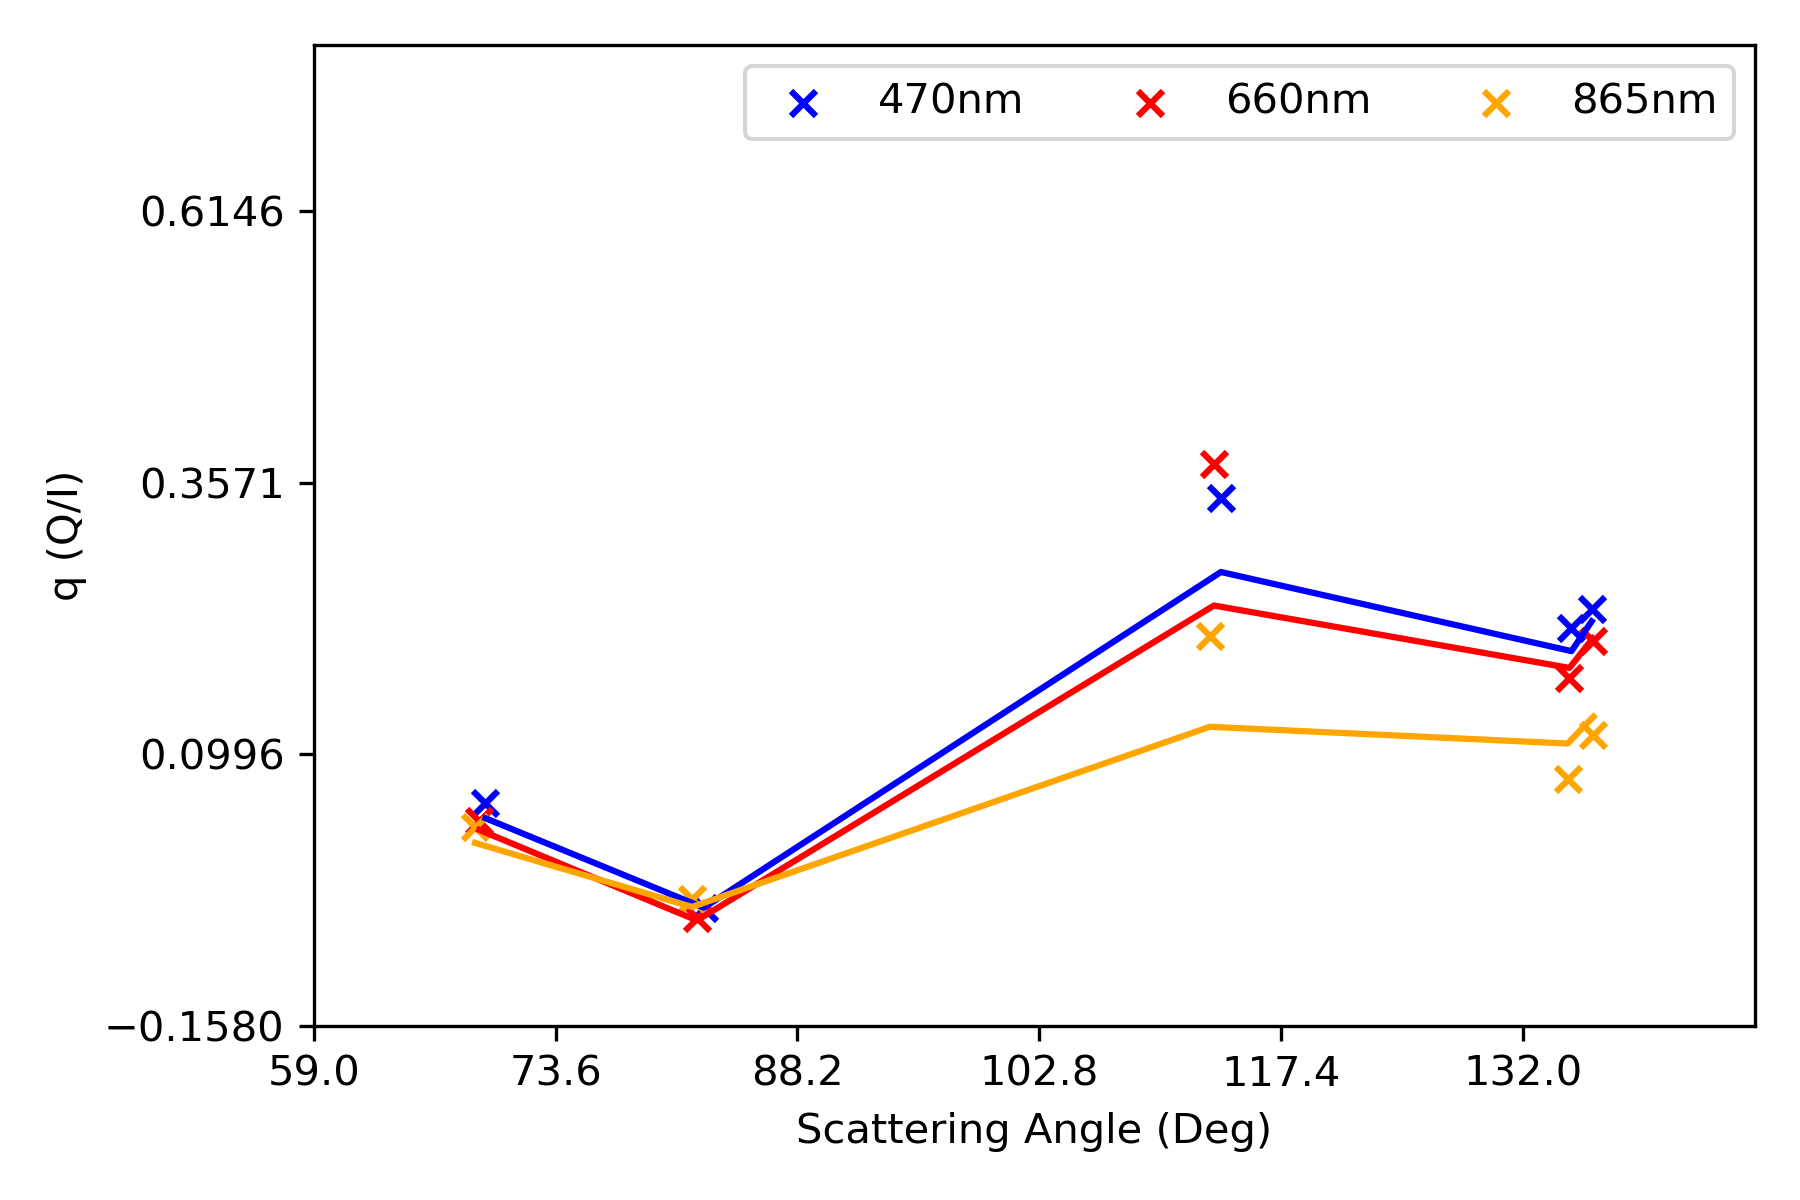 470nm 660nm 865nm
0.6146
0.3571
0.0996
−0.1580
q (Q/I)
59.0 73.6 88.2 102.8 117.4 132.0
Scattering Angle (Deg)